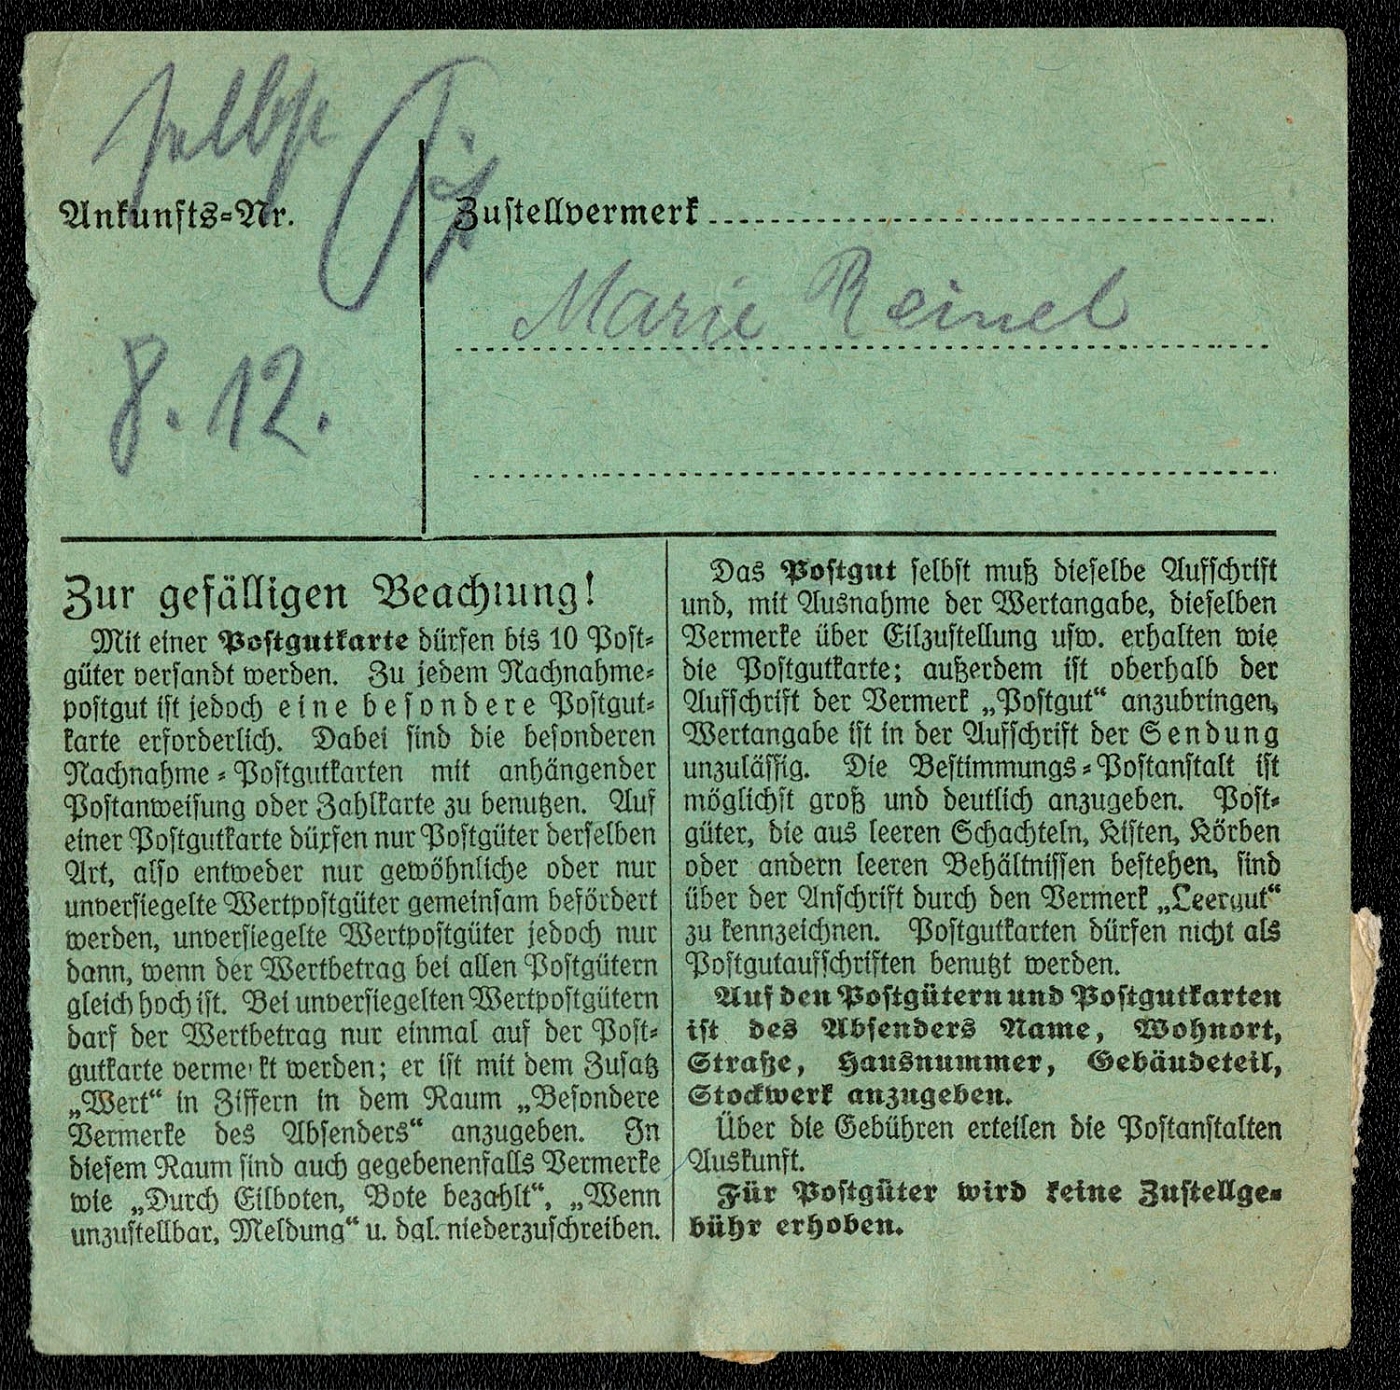 selbst
Ankunfts-Nr.
Zustellvermerk
Marie Reinel
8. 12.
Zur gefälligen Beachtung!
Mit einer Postgutkarte dürfen bis 10 Post-
güter versandt werden. Zu jedem Nachnahme-
postgut ist jedoch eine besondere Postgut-
karte erforderlich. Dabei sind die besonderen
Nachnahme-Postgutkarten mit anhängender
Postanweisung oder Zahlkarte zu benutzen. Auf
einer Postgutkarte dürfen nur Postgüter derselben
Art, also entweder nur gewöhnliche oder nur
unversiegelte Wertpostgüter gemeinsam befördert
werden, unversiegelte Wertpostgüter jedoch nur
dann, wenn der Wertbetrag bei allen Postgütern
gleich hoch ist. Bei unversiegelten Wertpostgütern
darf der Wertbetrag nur einmal auf der Post-
gutkarte vermerkt werden; er ist mit dem Zusatz
„Wert“ in Ziffern in dem Raum „Besondere
Vermerke des Absenders“ anzugeben. In
diesem Raum sind auch gegebenenfalls Vermerke
wie „Durch Eilboten, Bote bezahlt“, „Wenn
unzustellbar, Meldung“ u. dgl. niederzuschreiben.
Das Postgut selbst muß dieselbe Aufschrift
und, mit Ausnahme der Wertangabe, dieselben
Vermerke über Eilzustellung usw. erhalten wie
die Postgutkarte; außerdem ist oberhalb der
Aufschrift der Vermerk „Postgut“ anzubringen,
Wertangabe ist in der Aufschrift der Sendung
unzulässig. Die Bestimmungs-Postanstalt ist
möglichst groß und deutlich anzugeben. Post-
güter, die aus leeren Schachteln, Kisten, Körben
oder andern leeren Behältnissen bestehen, sind
über der Anschrift durch den Vermerk „Leergut“
zu kennzeichnen. Postgutkarten dürfen nicht als
Postgutaufschriften benutzt werden.
Auf den Postgütern und Postgutkarten
ist des Absenders Name, Wohnort,
Straße, Hausnummer, Gebäudeteil,
Stockwerk anzugeben.
Über die Gebühren erteilen die Postanstalten
Auskunft.
Für Postgüter wird keine Zustellge-
bühr erhoben.